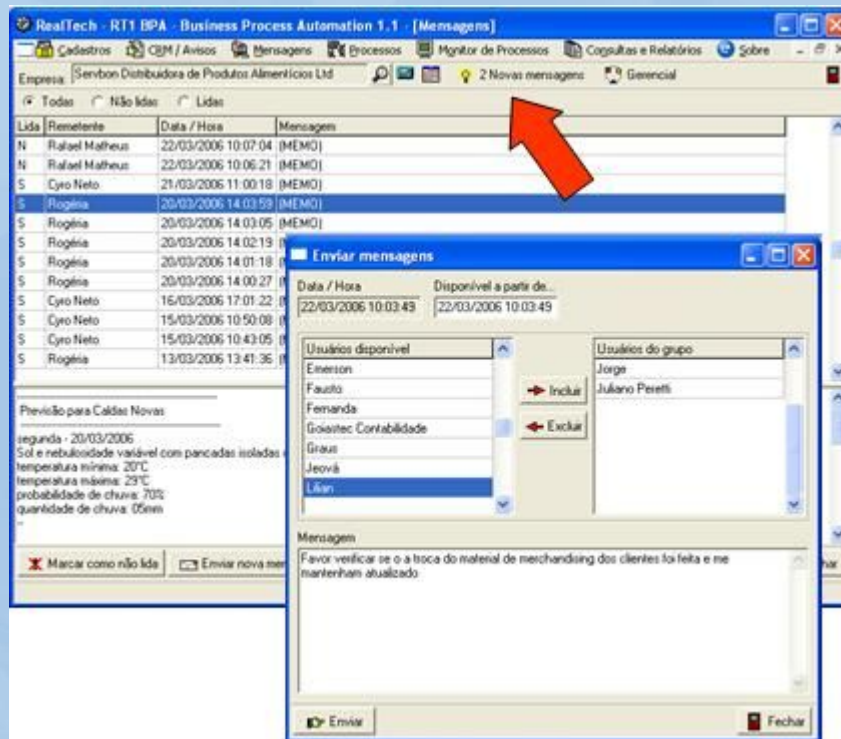 RealTech - RT1 BPA - Business Process Automation 1.1 - [Mensagens]
Cadastros CRM / Avisos Mensagens Processos Monitor de Processos Consultas e Relatórios Sobre
Empresa: Servbon Distribuidora de Produtos Alimentícios Ltd 2 Novas mensagens Gerencial
Todas Não lidas Lidas
Lida Remetente Data / Hora Mensagem
N Rafael Matheus 22/03/2006 10:07:04 (MEMO)
N Rafael Matheus 22/03/2006 10:06:21 (MEMO)
S Cyro Neto 21/03/2006 11:00:18 (MEMO)
S Rogéria 20/03/2006 14:03:59 (MEMO)
S Rogéria 20/03/2006 14:03:05 (MEMO)
S Rogéria 20/03/2006 14:02:19
S Rogéria 20/03/2006 14:01:18
S Rogéria 20/03/2006 14:00:27
S Cyro Neto 16/03/2006 17:01:22
S Cyro Neto 15/03/2006 10:50:08
S Cyro Neto 15/03/2006 10:43:05
S Rogéria 13/03/2006 13:41:36
Previsão para Caldas Novas
segunda - 20/03/2006
Sol e nebulosidade variável com pancadas isoladas
temperatura mínima: 20°C
temperatura máxima: 29°C
probabilidade de chuva: 70%
quantidade de chuva: 05mm
--
Marcar como não lida Enviar nova men
Enviar mensagens
Data / Hora Disponível a partir de...
22/03/2006 10:03:49 22/03/2006 10:03:49
Usuários disponível Usuários do grupo
Emerson Jorge
Fausto Incluir Juliano Peretti
Fernanda
Goiastec Contabilidade Excluir
Graus
Jeová
Lilian
Mensagem
Favor verificar se o a troca do material de merchandising dos clientes foi feita e me
mantenham atualizado
Enviar Fechar